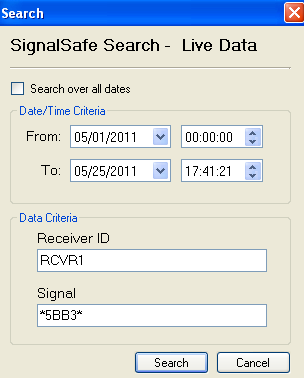 Search
SignalSafe Search - Live Data
Search over all dates
Date/Time Criteria
From: 05/01/2011 00:00:00
To: 05/25/2011 17:41:21
Data Criteria
Receiver ID
RCVR1
Signal
*5BB3*
Search Cancel